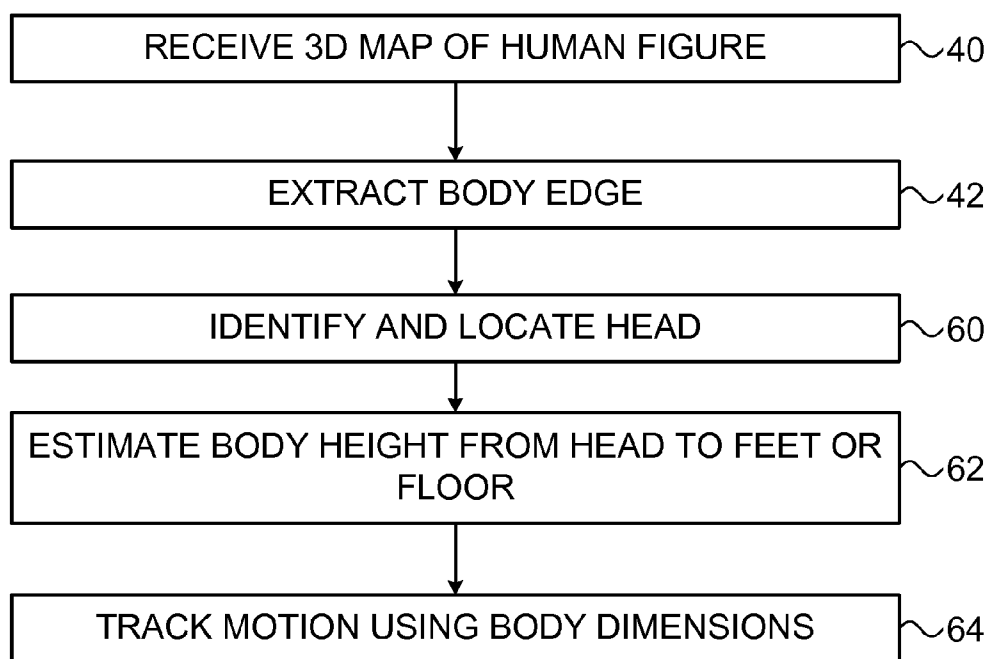 RECEIVE 3D MAP OF HUMAN FIGURE 40
EXTRACT BODY EDGE 42
IDENTIFY AND LOCATE HEAD 60
ESTIMATE BODY HEIGHT FROM HEAD TO FEET OR
FLOOR 62
TRACK MOTION USING BODY DIMENSIONS 64